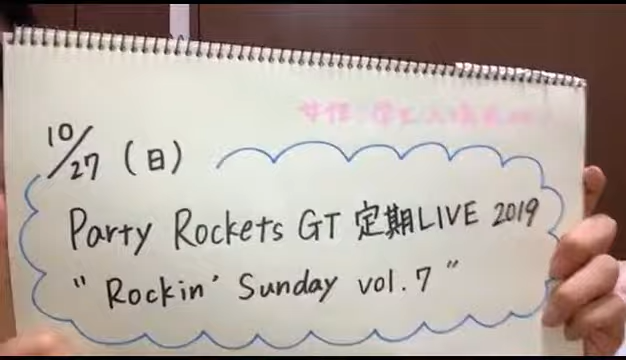 10/27 (日)
Party Rockets GT 定期LIVE 2019
"Rockin' Sunday vol.7"